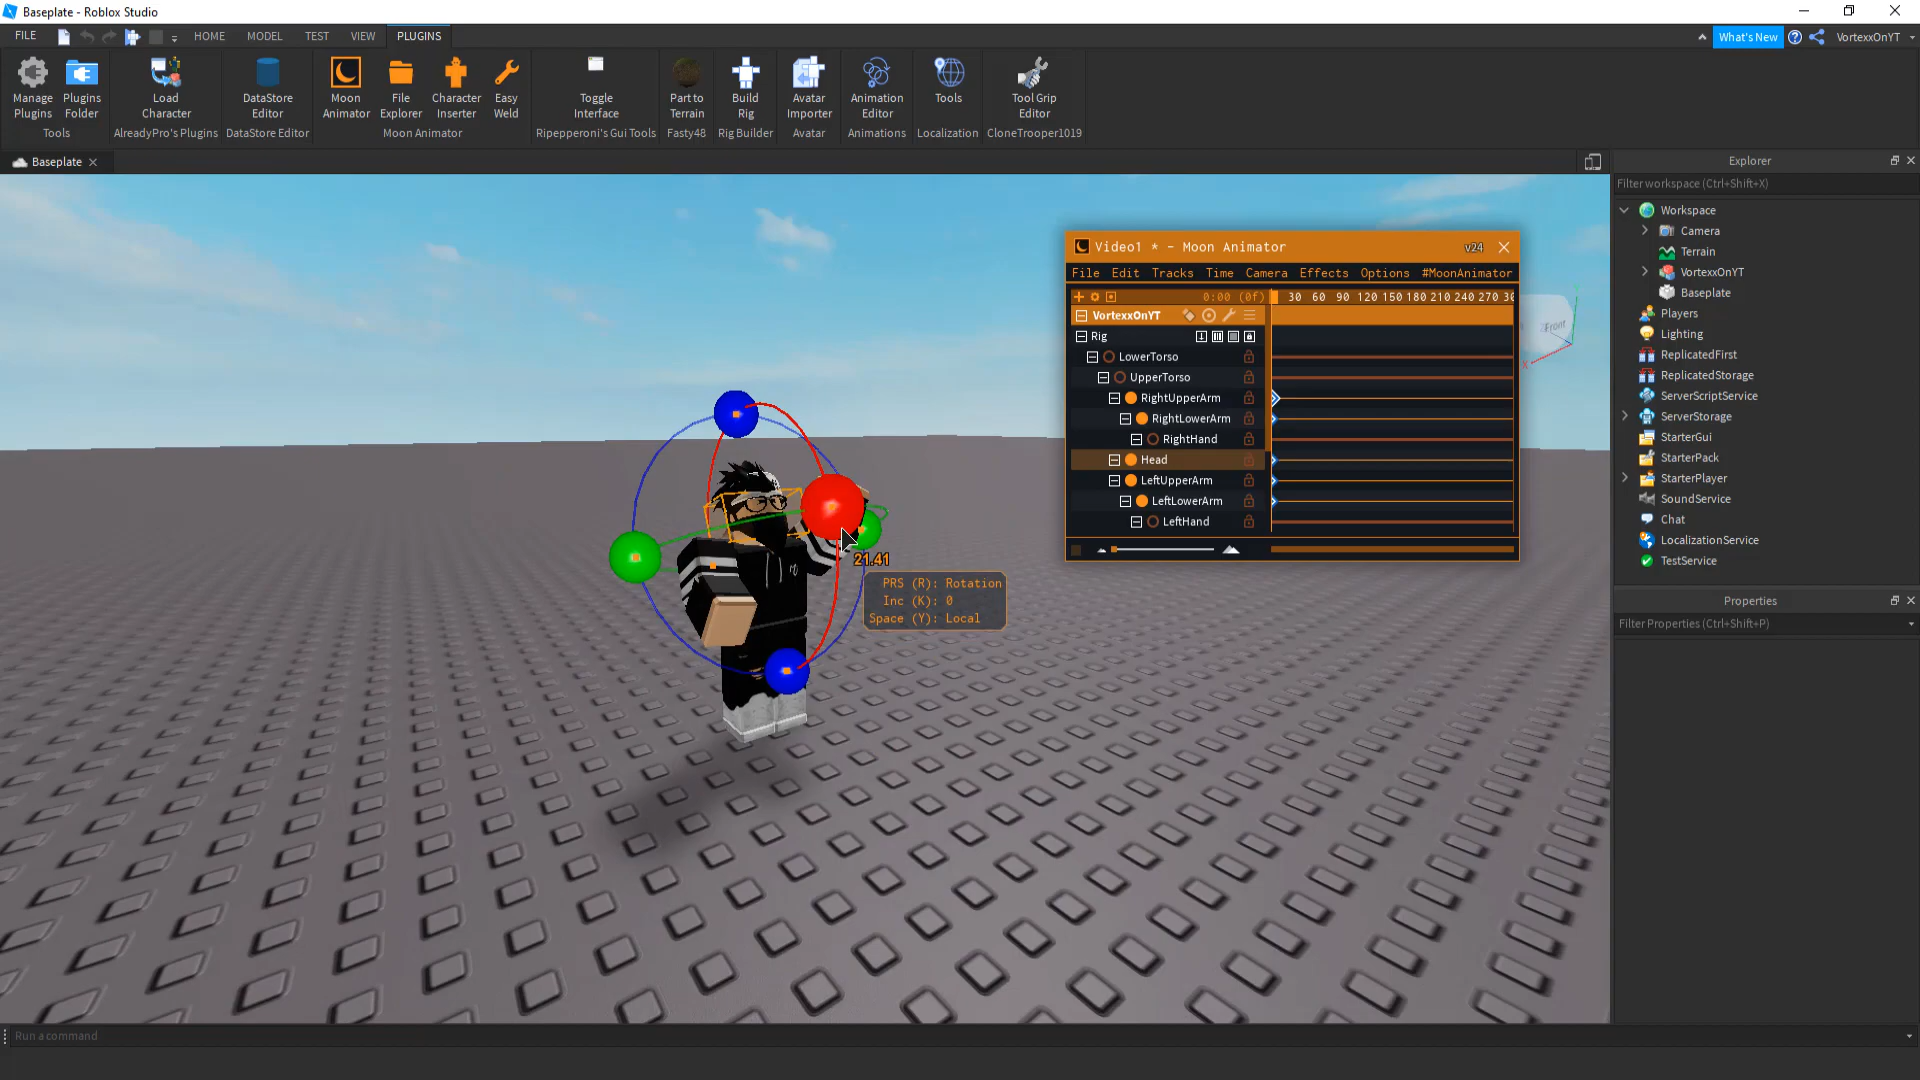 Baseplate - Roblox Studio
FILE
HOME
MODEL
TEST
VIEW
PLUGINS
What's New
VortexxOnYT
Manage Plugins
Plugins Folder
Load Character
DataStore Editor
Moon Animator
File Explorer
Character Inserter
Easy Weld
Toggle Interface
Part to Terrain
Build Rig
Avatar Importer
Animation Editor
Tools
Tool Grip Editor
Tools
AlreadyPro's Plugins
DataStore Editor
Moon Animator
Ripepperoni's Gui Tools
Fasty48
Rig Builder
Avatar
Animations
Localization
CloneTrooper1019
Baseplate
Explorer
Filter workspace (Ctrl+Shift+X)
Workspace
Camera
Terrain
VortexxOnYT
Baseplate
Players
Lighting
ReplicatedFirst
ReplicatedStorage
ServerScriptService
ServerStorage
StarterGui
StarterPack
StarterPlayer
SoundService
Chat
LocalizationService
TestService
Properties
Filter Properties (Ctrl+Shift+P)
Video1 * - Moon Animator
v24
File Edit Tracks Time Camera Effects Options #MoonAnimator
0:00 (0f)
30 60 90 120 150 180 210 240 270 30
VortexxOnYT
Rig
LowerTorso
UpperTorso
RightUpperArm
RightLowerArm
RightHand
Head
LeftUpperArm
LeftLowerArm
LeftHand
Front
X
21.41
PRS (R): Rotation
Inc (K): 0
Space (Y): Local
Run a command